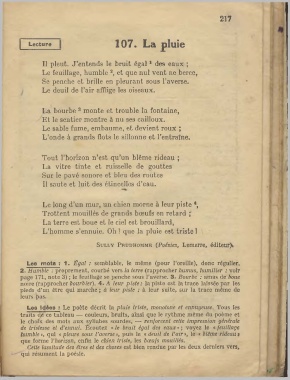 217
Lecture
107. La pluie
Il pleut. J'entends le bruit égal ¹ des eaux ;
Le feuillage, humble ², et que nul vent ne berce,
Se penche et brille en pleurant sous l'averse.
Le deuil de l'air afflige les oiseaux.
La bourbe ³ monte et trouble la fontaine,
Et le sentier montre à nu ses cailloux.
Le sable fume, embaume, et devient roux ;
L'onde à grands flots le sillonne et l'entraîne.
Tout l'horizon n'est qu'un blême rideau ;
La vitre tinte et ruisselle de gouttes
Sur le pavé sonore et bleu des routes
Il saute et luit des étincelles d'eau.
Le long d'un mur, un chien morne à leur piste ⁴,
Trottent mouillés de grands bœufs en retard ;
La terre est boue et le ciel est brouillard,
L'homme s'ennuie. Oh ! que la pluie est triste !
SULLY PRUDHOMME (Poésies, Lemerre, éditeur).
Les mots : 1. Égal : semblable, le même (pour l'oreille), donc régulier.
2. Humble : proprement, courbé vers la terre (rapprocher humus, humilier : voir
page 171, note 3) ; le feuillage se penche sous l'averse. 3. Bourbe : amas de boue
noire (rapprocher bourbier). 4. A leur piste : la piste est la trace laissée par les
pieds d'un être qui marche ; à leur piste : à leur suite, sur la trace même de
leurs pas.
Les idées : Le poète décrit la pluie triste, monotone et ennuyeuse. Tous les
traits de ce tableau — couleurs, bruits, ainsi que le rythme même du poème et
le choix des mots aux syllabes sourdes, — renforcent cette impression générale
de tristesse et d'ennui. Écoutez « le bruit égal des eaux » ; voyez le « feuillage
humble », qui « pleure sous l'averse », puis le « deuil de l'air », le « blême rideau »
que forme l'horizon, enfin le chien triste, les bœufs mouillés.
Cette lassitude des êtres et des choses est bien rendue par les deux derniers vers,
qui résument la poésie.